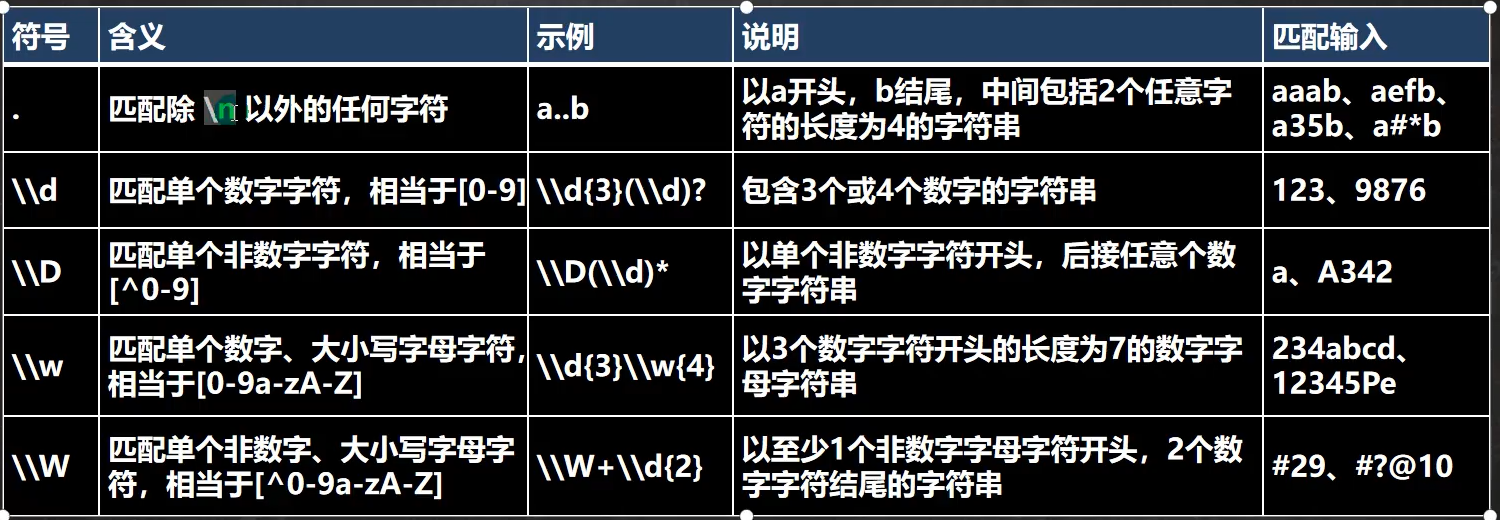 符号 含义 示例 说明 匹配输入
. 匹配除 \n 以外的任何字符 a..b 以a开头，b结尾，中间包括2个任意字
符的长度为4的字符串 aaab、aefb、
a35b、a#*b
\\d 匹配单个数字字符，相当于[0-9] \\d{3}(\\d)? 包含3个或4个数字的字符串 123、9876
\\D 匹配单个非数字字符，相当于
[^0-9] \\D(\\d)* 以单个非数字字符开头，后接任意个数
字字符串 a、A342
\\w 匹配单个数字、大小写字母字符，
相当于[0-9a-zA-Z] \\d{3}\\w{4} 以3个数字字符开头的长度为7的数字字
母字符串 234abcd、
12345Pe
\\W 匹配单个非数字、大小写字母字
符，相当于[^0-9a-zA-Z] \\W+\\d{2} 以至少1个非数字字母字符开头，2个数
字字符结尾的字符串 #29、#?@10